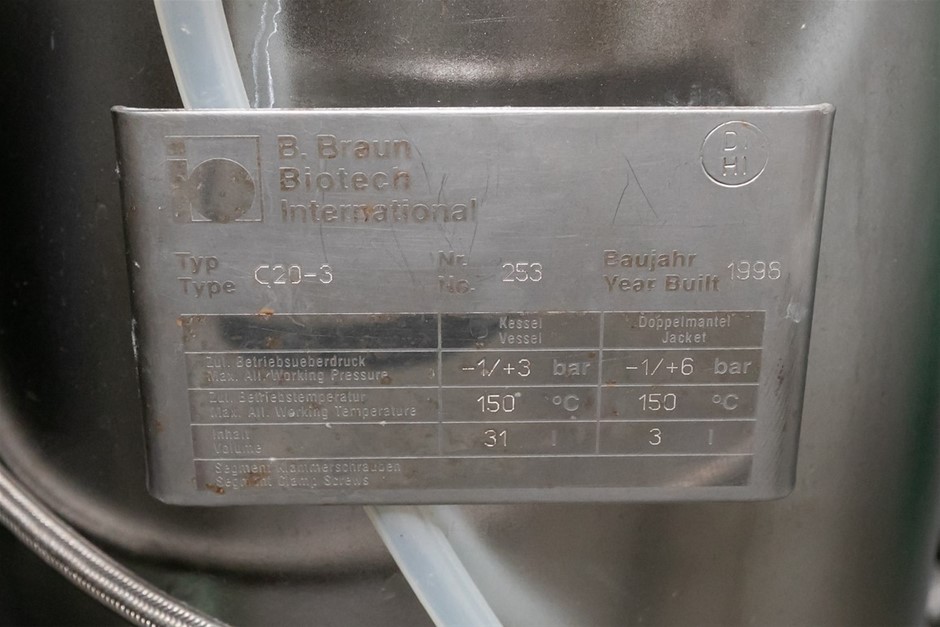 B. Braun
Biotech
International
D.
H.I
Typ
Type C20-3
Nr.
No. 253
Baujahr
Year Built 1996
Kessel
Vessel
Doppelmantel
Jacket
Zul. Betriebsueberdruck
Max. All. Working Pressure
-1/+3 bar
-1/+6 bar
Zul. Betriebstemperatur
Max. All. Working Temperature
150 °C
150 °C
Inhalt
Volume
31 l
3 l
Segment Klammerschrauben
Segment Clamp Screws